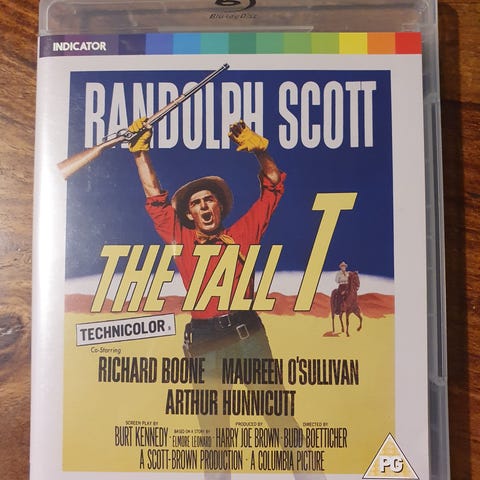 Blu-ray Disc
INDICATOR
RANDOLPH SCOTT
THE TALL T
TECHNICOLOR
Co-Starring
RICHARD BOONE MAUREEN O'SULLIVAN
ARTHUR HUNNICUTT
SCREEN PLAY BY BASED ON A STORY BY PRODUCED BY DIRECTED BY
BURT KENNEDY · ELMORE LEONARD · HARRY JOE BROWN · BUDD BOETTICHER
A SCOTT-BROWN PRODUCTION · A COLUMBIA PICTURE
PG